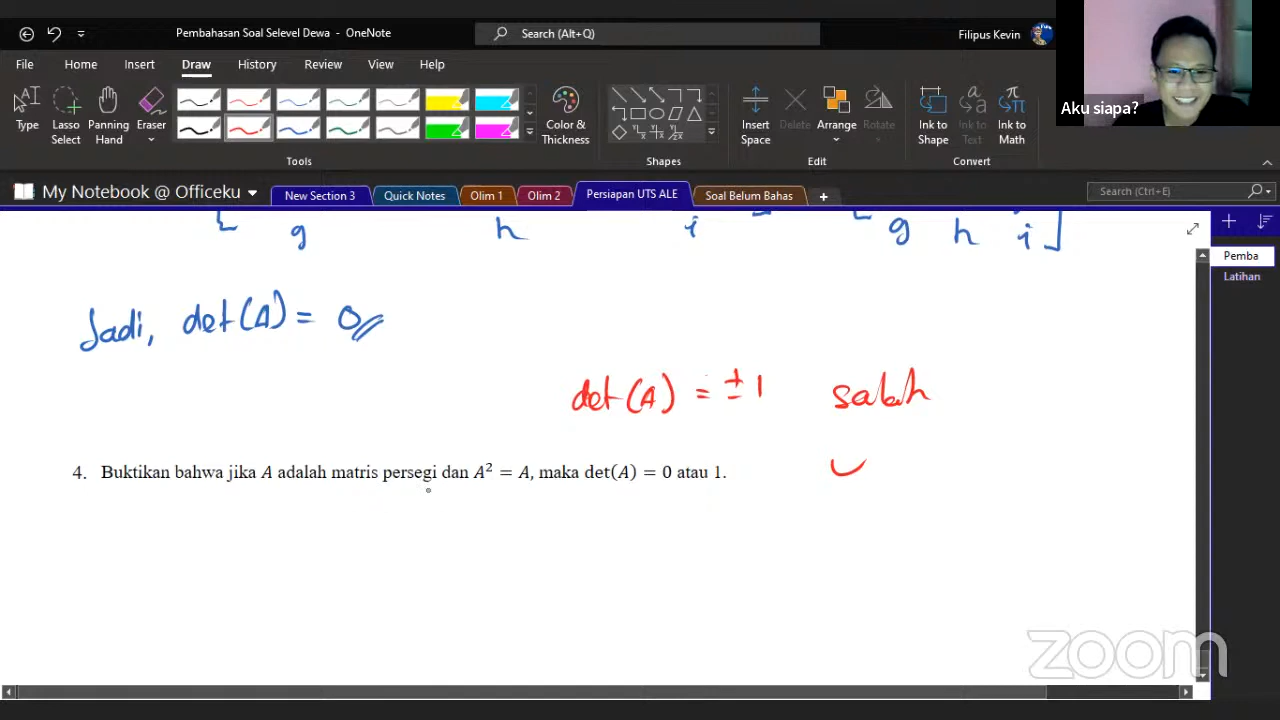 Pembahasan Soal Selevel Dewa - OneNote
Search (Alt+Q)
Filipus Kevin
Aku siapa?
File Home Insert Draw History Review View Help
Type
Lasso Select
Panning Hand
Eraser
Color & Thickness
Insert Space
Delete
Arrange
Rotate
Ink to Shape
Ink to Text
Ink to Math
Tools
Shapes
Edit
Convert
My Notebook @ Officeku
New Section 3
Quick Notes
Olim 1
Olim 2
Persiapan UTS ALE
Soal Belum Bahas
Search (Ctrl+E)
Pemba
Latihan
g h i g h i
Jadi, det(A) = 0
det(A) = ± 1 salah
4. Buktikan bahwa jika A adalah matris persegi dan A² = A, maka det(A) = 0 atau 1.
zoom